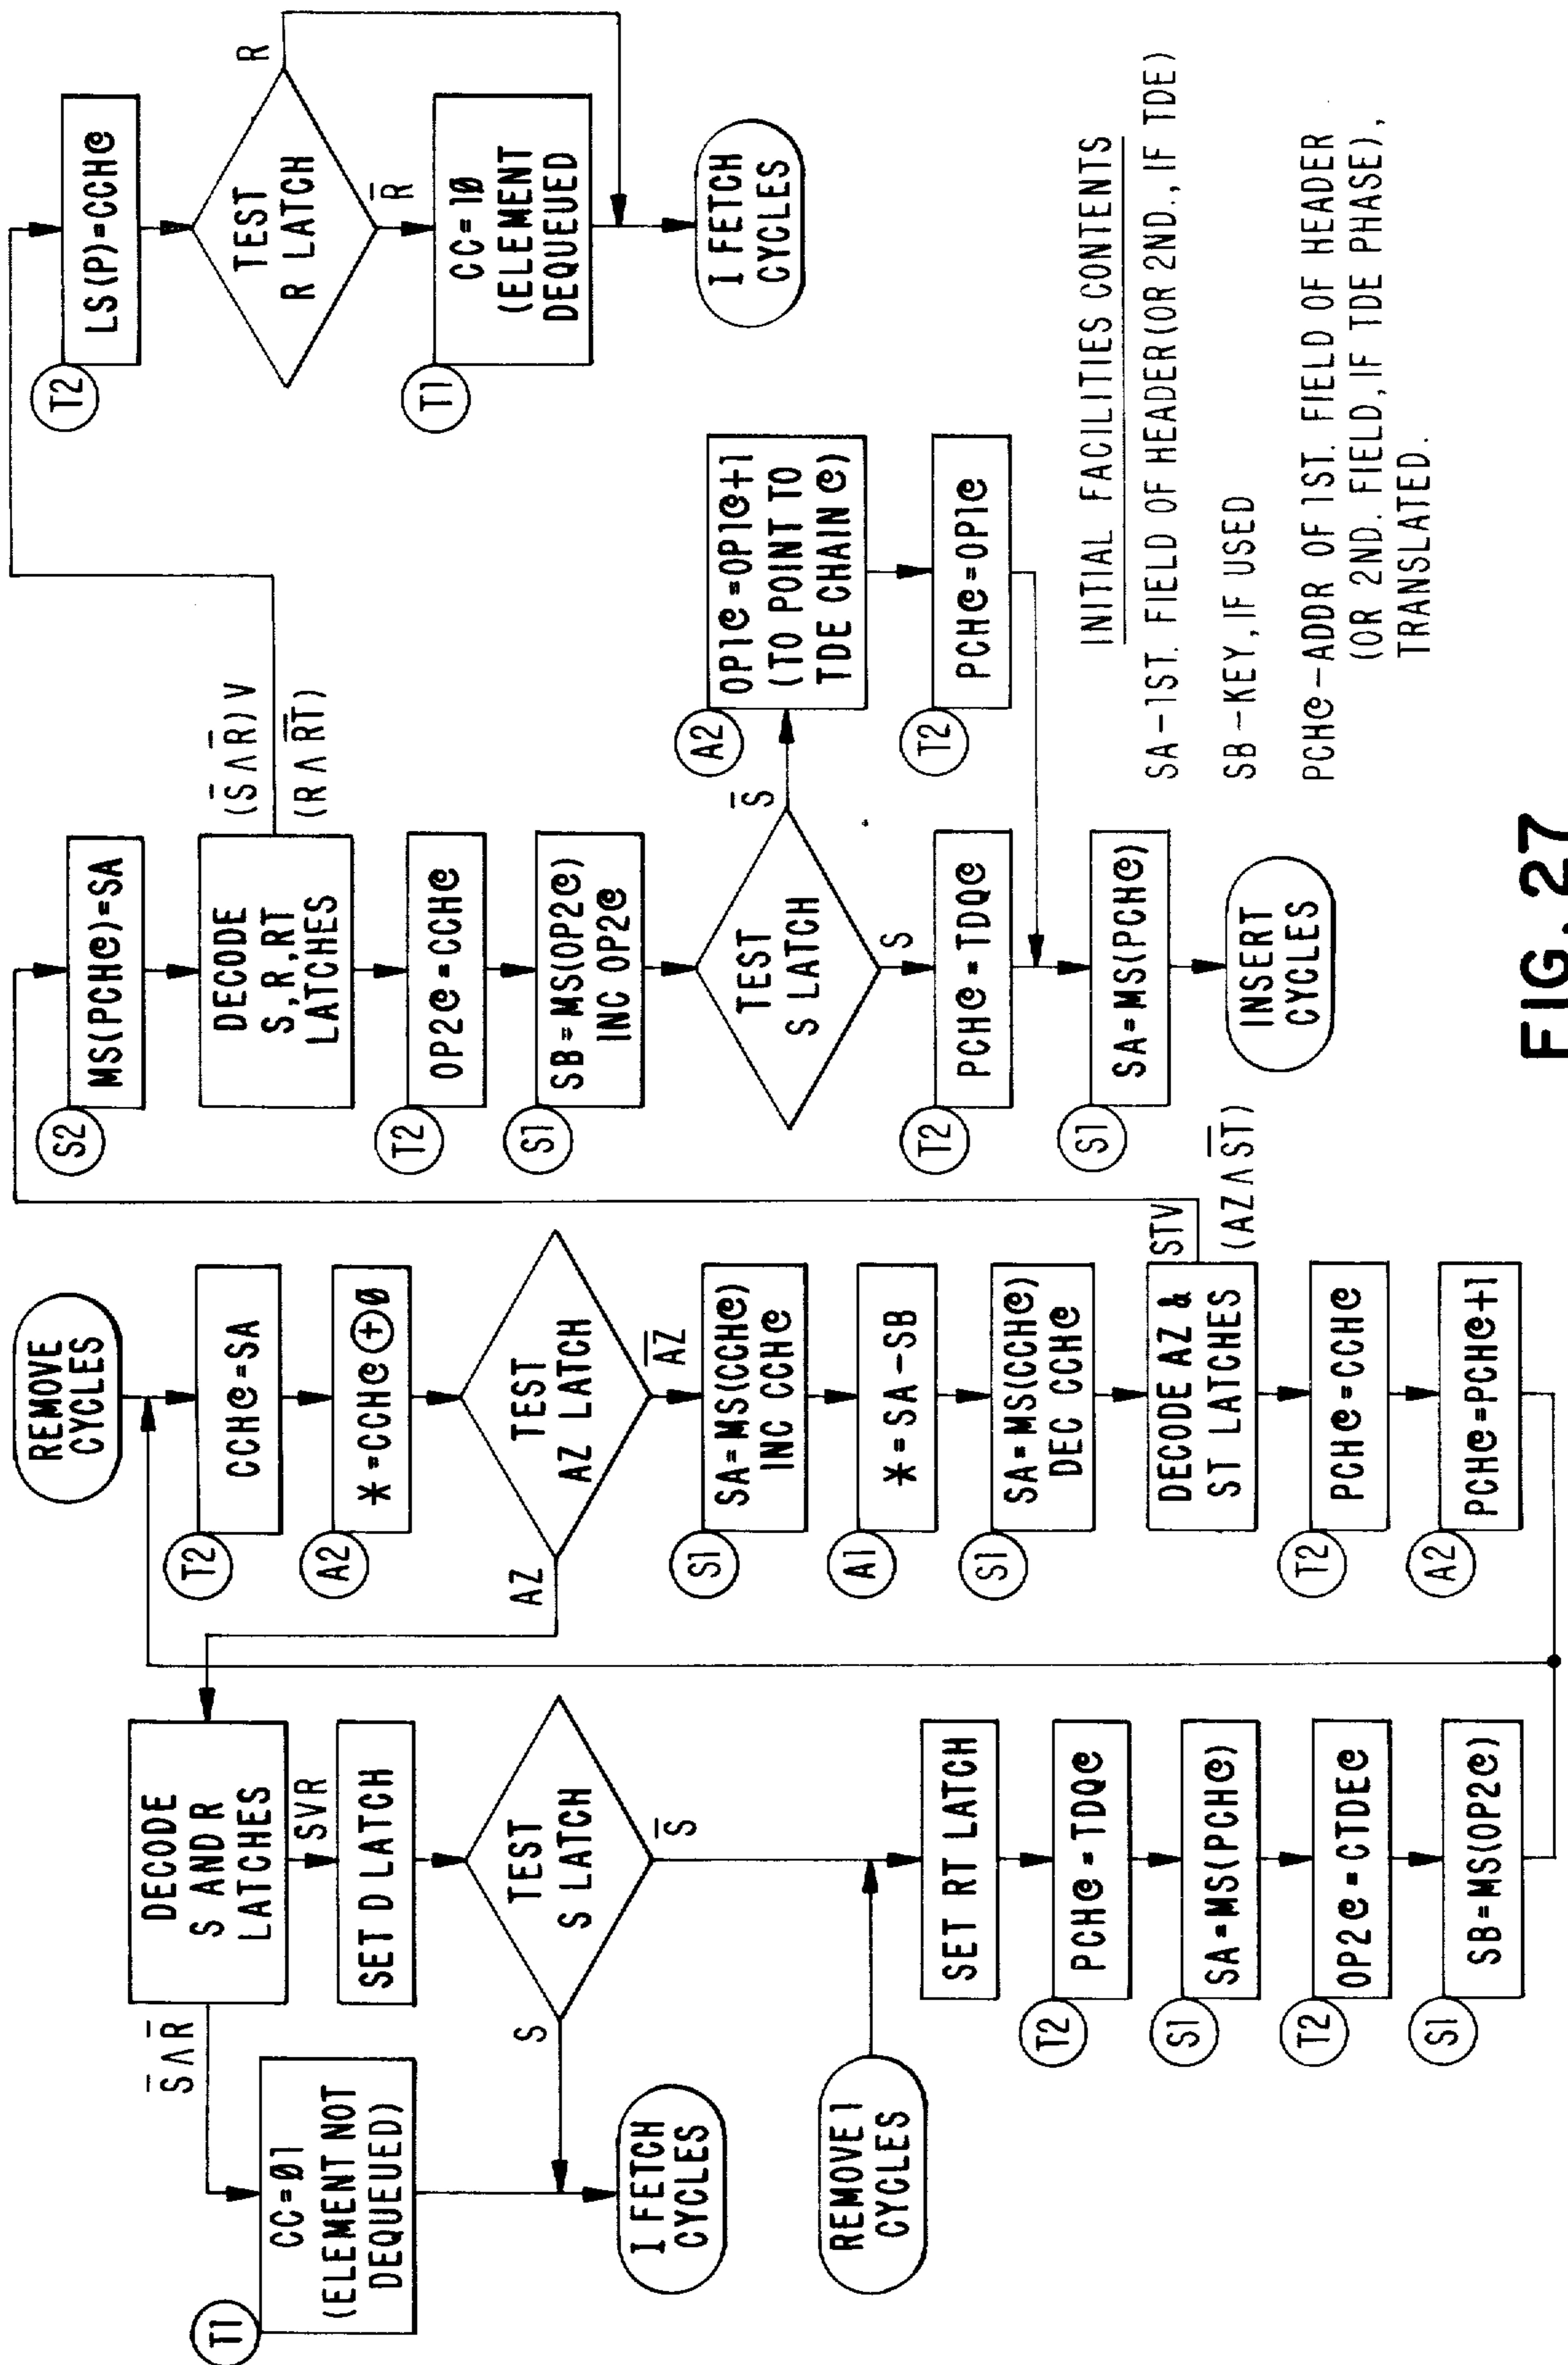 REMOVE
CYCLES
T2
CCH@=SA
A2
*=CCH@⊕Ø
TEST
AZ LATCH
AZ
A̅Z̅
S1
SA=MS(CCH@)
INC CCH@
A1
*=SA-SB
S1
SA=MS(CCH@)
DEC CCH@
DECODE AZ &
ST LATCHES
STV
(AZ∧S̅T̅)
T2
PCH@=CCH@
A2
PCH@=PCH@+1
DECODE
S AND R
LATCHES
S̅∧R̅
SVR
T1
CC=Ø1
(ELEMENT NOT
DEQUEUED)
SET D LATCH
TEST
S LATCH
S
S̅
I FETCH
CYCLES
REMOVE1
CYCLES
SET RT LATCH
T2
PCH@=TDQ@
S1
SA=MS(PCH@)
T2
OP2@=CTDE@
S1
SB=MS(OP2@)
S2
MS(PCH@)=SA
DECODE
S,R,RT
LATCHES
(S̅∧R̅)V
(R∧R̅T̅)
T2
OP2@=CCH@
S1
SB=MS(OP2@)
INC OP2@
TEST
S LATCH
S
S̅
A2
OP1@=OP1@+1
(TO POINT TO
TDE CHAIN @)
T2
PCH@=OP1@
T2
PCH@=TDQ@
S1
SA=MS(PCH@)
INSERT
CYCLES
T2
LS(P)=CCH@
TEST
R LATCH
R
R̅
T1
CC=1Ø
(ELEMENT
DEQUEUED
I FETCH
CYCLES
INITIAL FACILITIES CONTENTS
SA-1ST. FIELD OF HEADER(OR 2ND., IF TDE)
SB-KEY, IF USED
PCH@-ADDR OF 1ST. FIELD OF HEADER
(OR 2ND. FIELD, IF TDE PHASE),
TRANSLATED.
FIG. 27